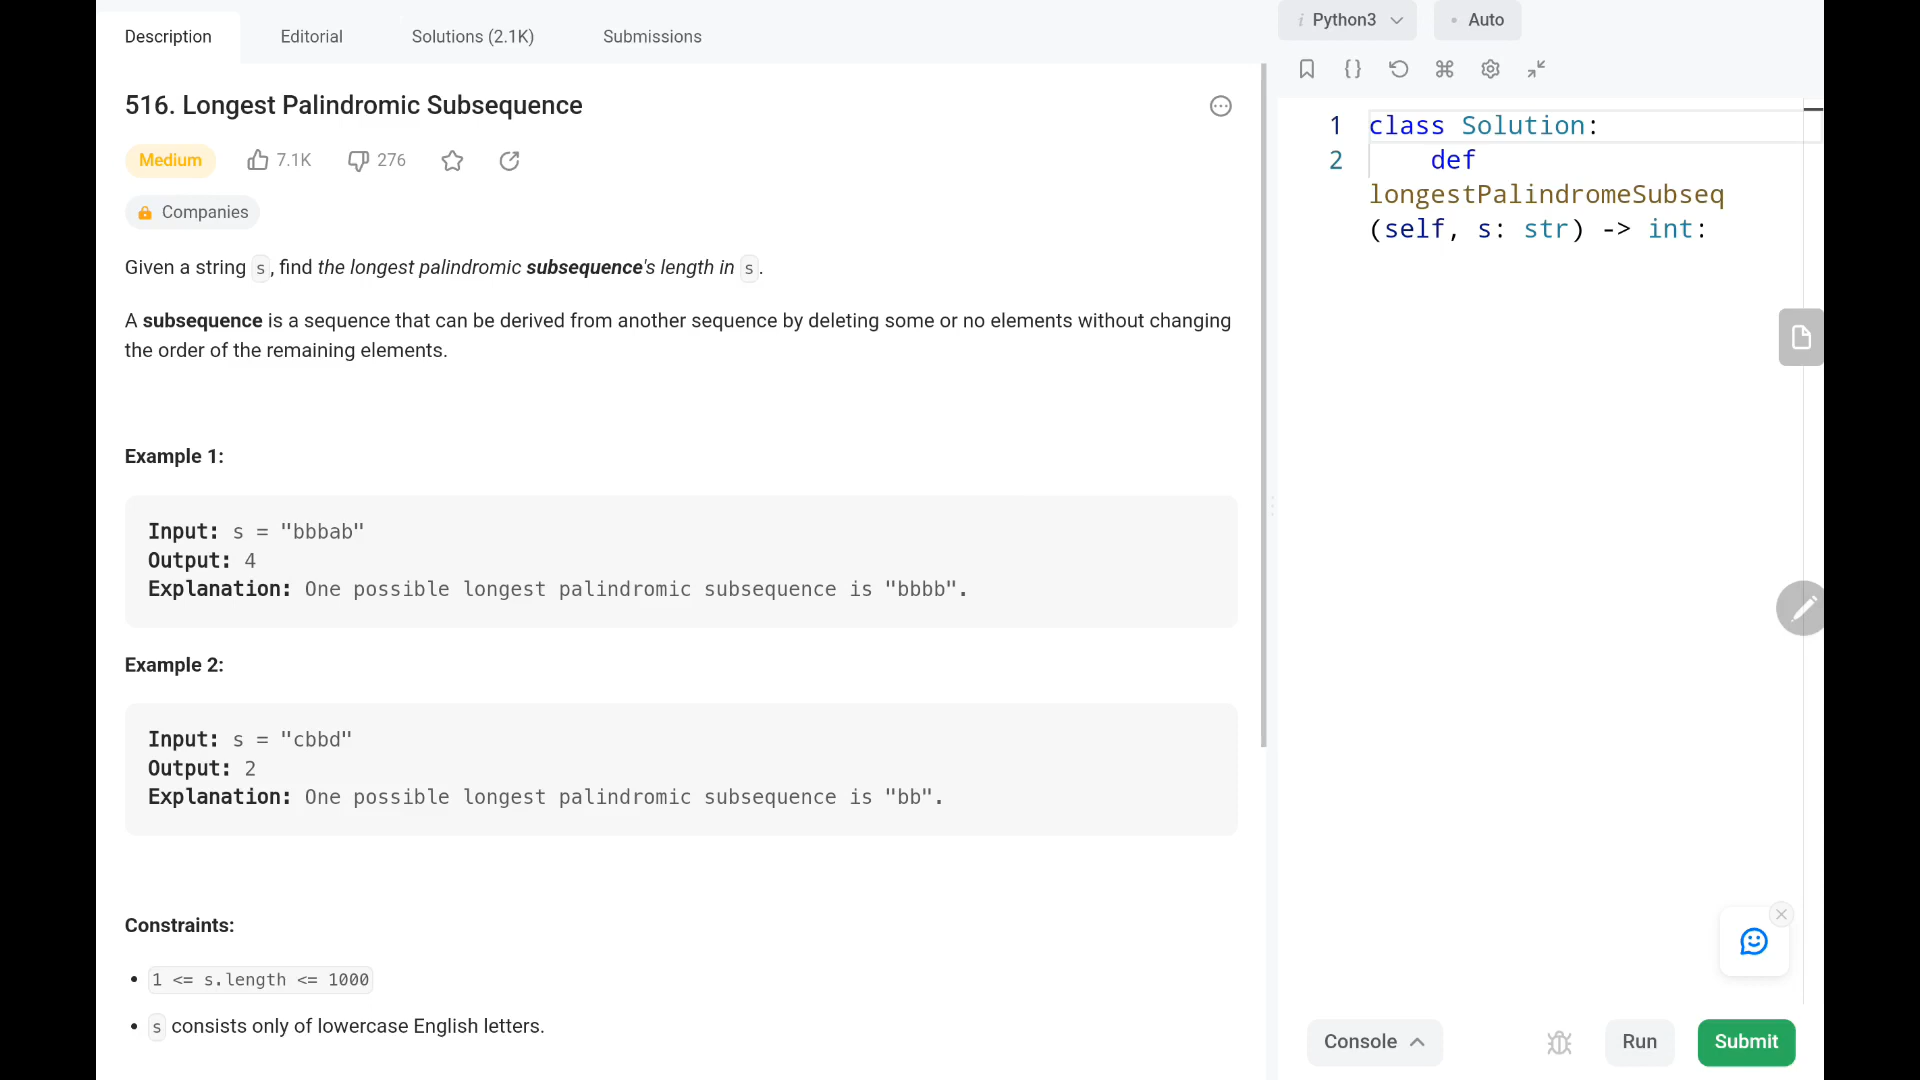 Description Editorial Solutions (2.1K) Submissions
516. Longest Palindromic Subsequence
Medium 7.1K 276
Companies
Given a string s, find the longest palindromic subsequence's length in s.
A subsequence is a sequence that can be derived from another sequence by deleting some or no elements without changing
the order of the remaining elements.
Example 1:
Input: s = "bbbab"
Output: 4
Explanation: One possible longest palindromic subsequence is "bbbb".
Example 2:
Input: s = "cbbd"
Output: 2
Explanation: One possible longest palindromic subsequence is "bb".
Constraints:
• 1 <= s.length <= 1000
• s consists only of lowercase English letters.
i Python3 • Auto
1 class Solution:
2 def
longestPalindromeSubseq
(self, s: str) -> int:
Console Run Submit